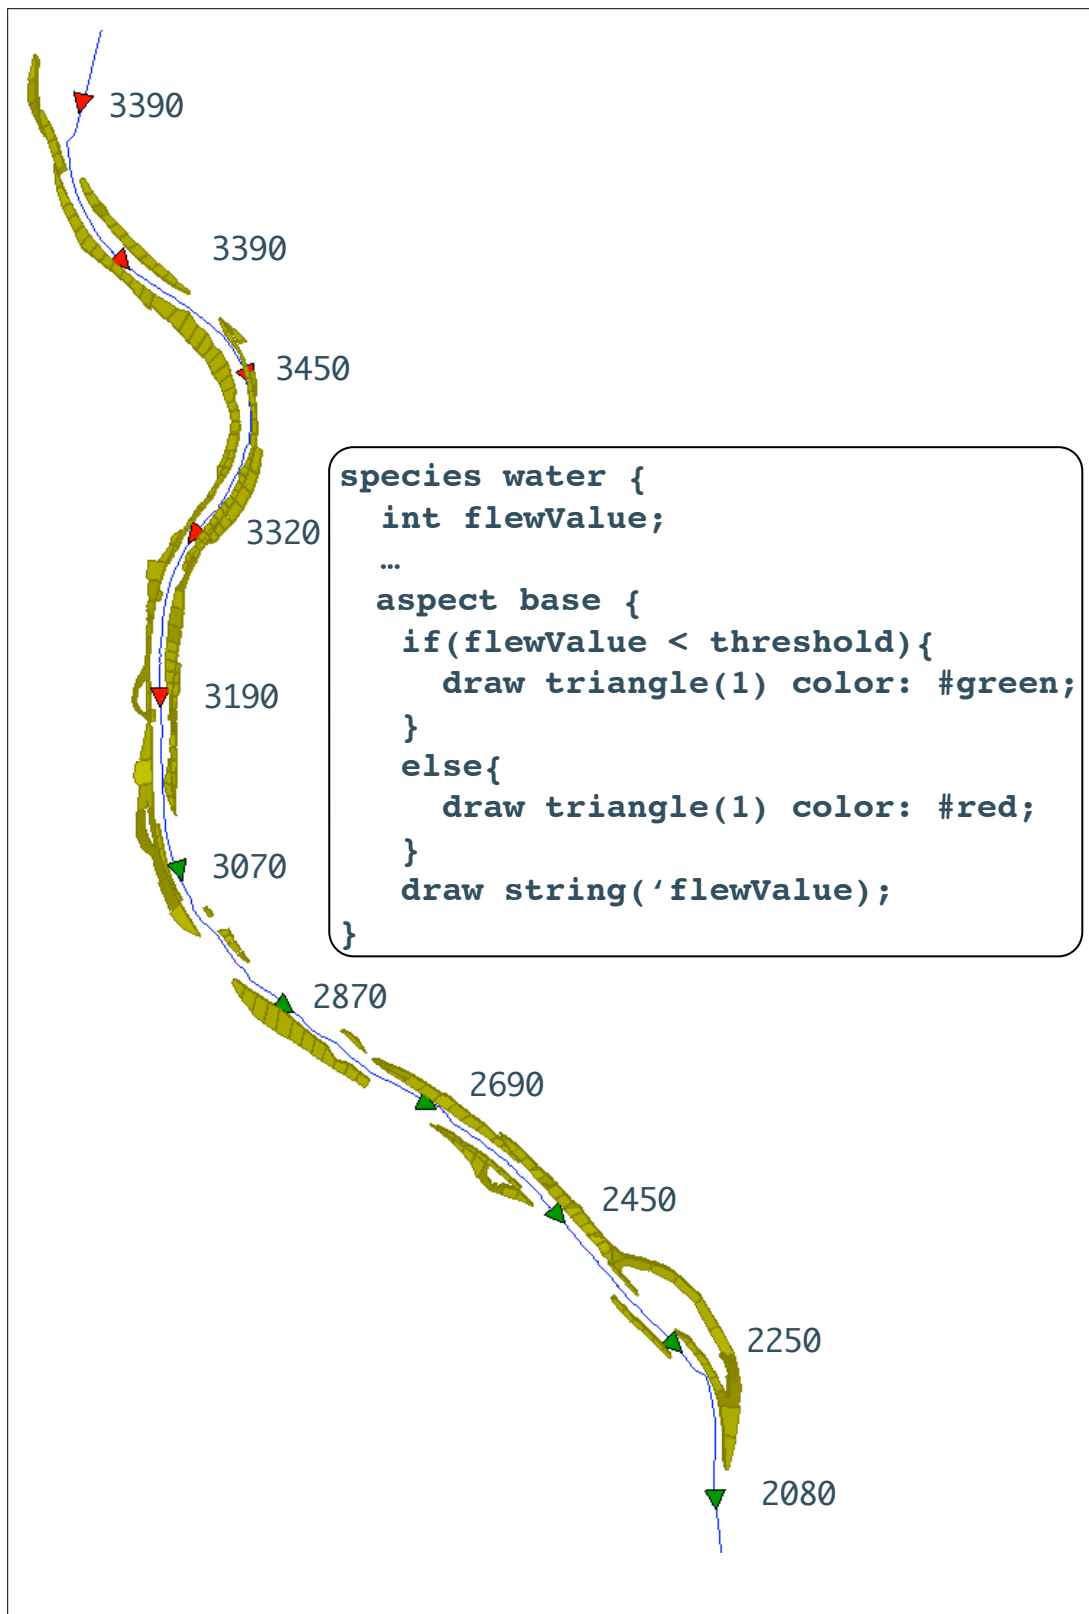 3390
3390
3450
3320
3190
3070
2870
2690
2450
2250
2080
species water {
int flewValue;
…
aspect base {
if(flewValue < threshold){
draw triangle(1) color: #green;
}
else{
draw triangle(1) color: #red;
}
draw string(‘flewValue);
}